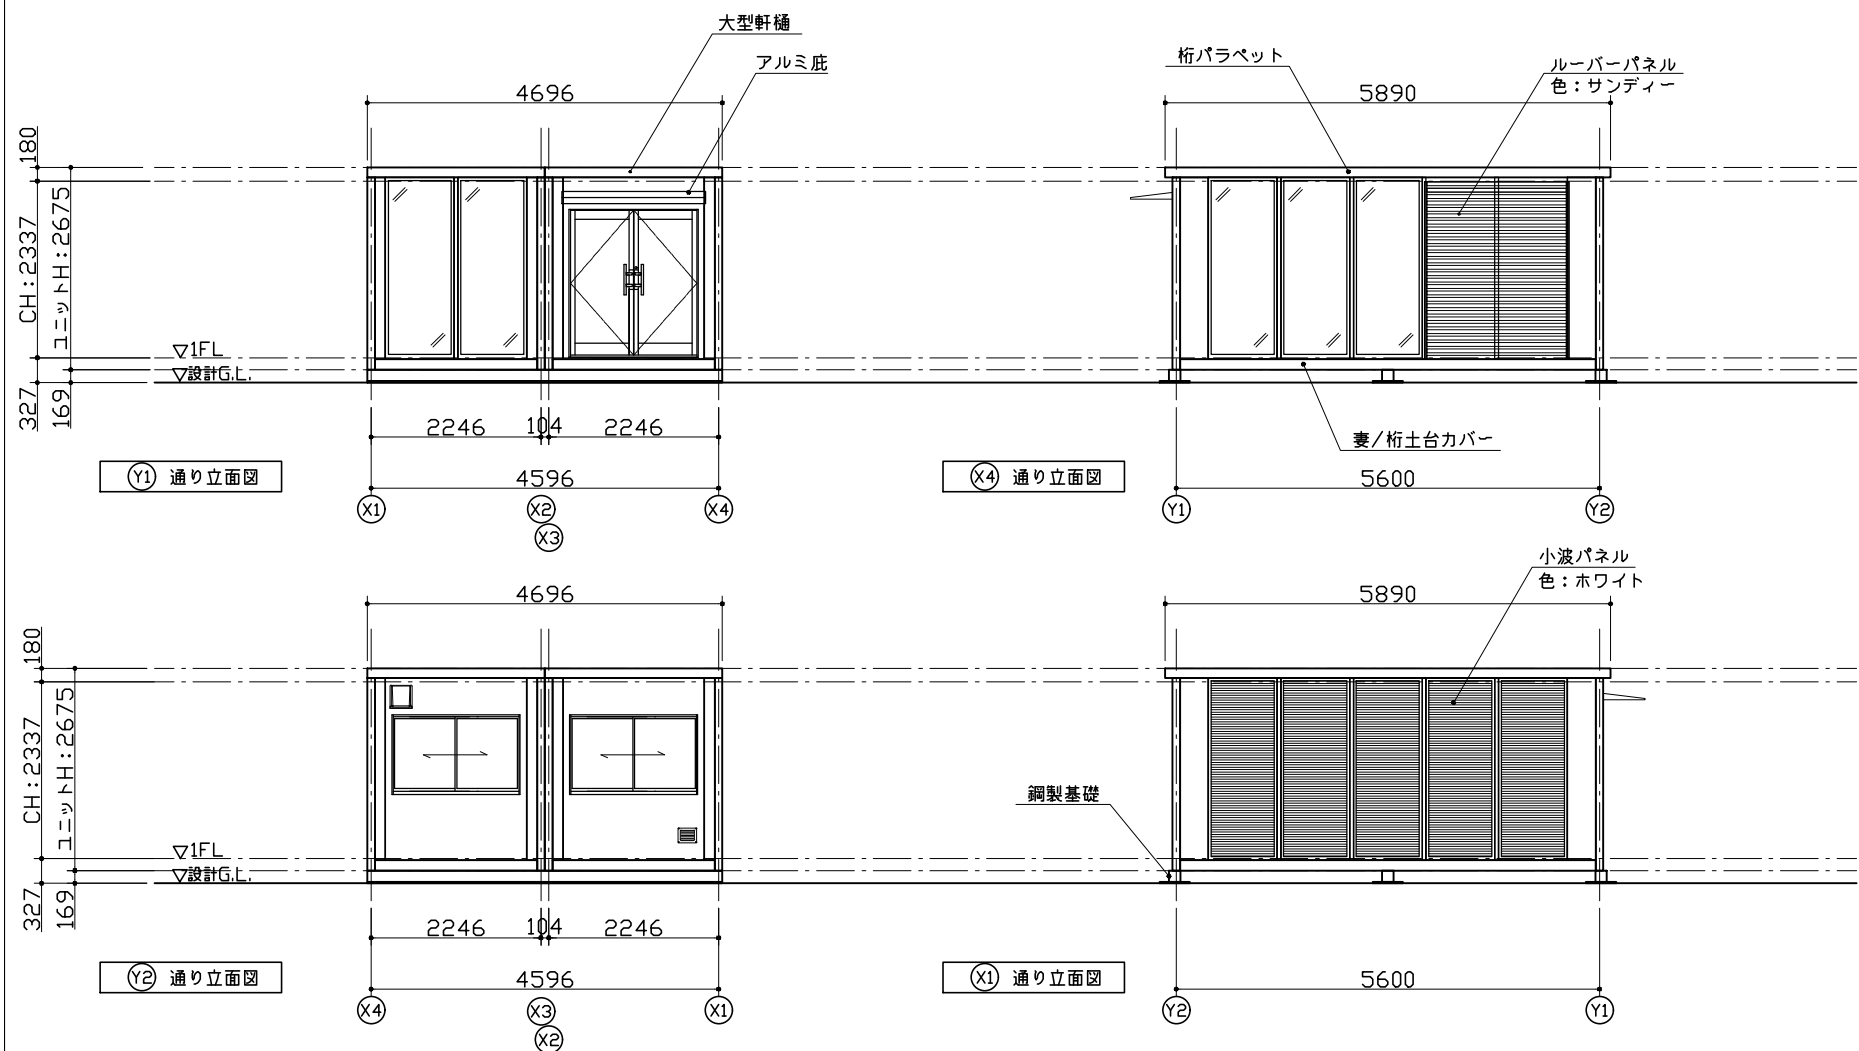 大型軒樋
アルミ庇
4696
180
CH:2337
ユニットH:2675
▽1FL
▽設計G.L.
327
169
2246
104
2246
4596
Y1 通り立面図
X1
X2
X3
X4
桁パラペット
ルーバーパネル
色：サンディー
5890
妻/桁土台カバー
5600
X4 通り立面図
Y1
Y2
4696
180
CH:2337
ユニットH:2675
▽1FL
▽設計G.L.
327
169
2246
104
2246
4596
Y2 通り立面図
X4
X3
X2
X1
小波パネル
色：ホワイト
5890
鋼製基礎
5600
X1 通り立面図
Y2
Y1